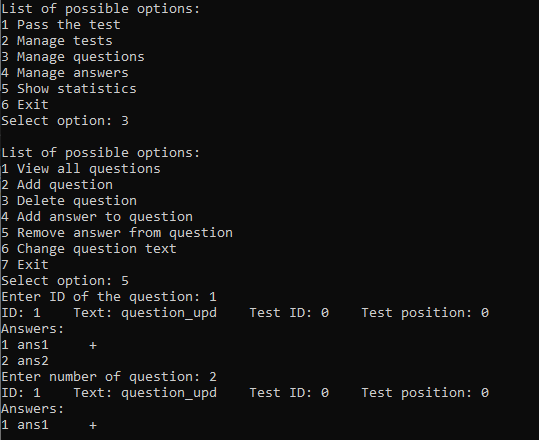 List of possible options:
1 Pass the test
2 Manage tests
3 Manage questions
4 Manage answers
5 Show statistics
6 Exit
Select option: 3

List of possible options:
1 View all questions
2 Add question
3 Delete question
4 Add answer to question
5 Remove answer from question
6 Change question text
7 Exit
Select option: 5
Enter ID of the question: 1
ID: 1    Text: question_upd    Test ID: 0    Test position: 0
Answers:
1 ans1     +
2 ans2
Enter number of question: 2
ID: 1    Text: question_upd    Test ID: 0    Test position: 0
Answers:
1 ans1     +